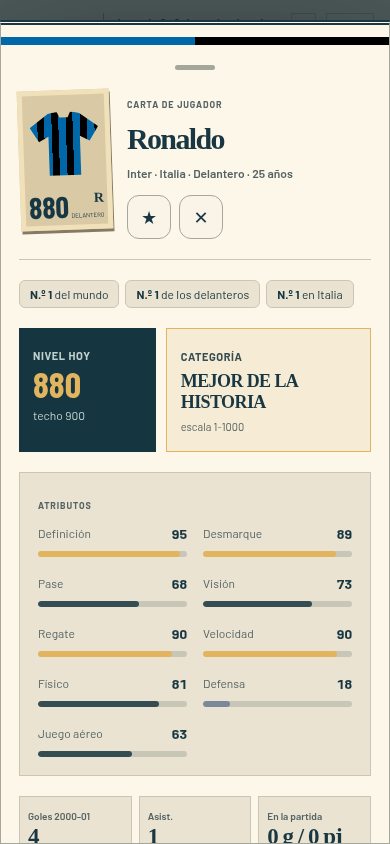 880
R
DELANTERO
CARTA DE JUGADOR
Ronaldo
Inter · Italia · Delantero · 25 años
★ ✕
N.º 1 del mundo
N.º 1 de los delanteros
N.º 1 en Italia
NIVEL HOY
880
techo 900
CATEGORÍA
MEJOR DE LA
HISTORIA
escala 1-1000
ATRIBUTOS
Definición 95
Desmarque 89
Pase 68
Visión 73
Regate 90
Velocidad 90
Físico 81
Defensa 18
Juego aéreo 63
Goles 2000-01
4
Asist.
1
En la partida
0 g / 0 pj